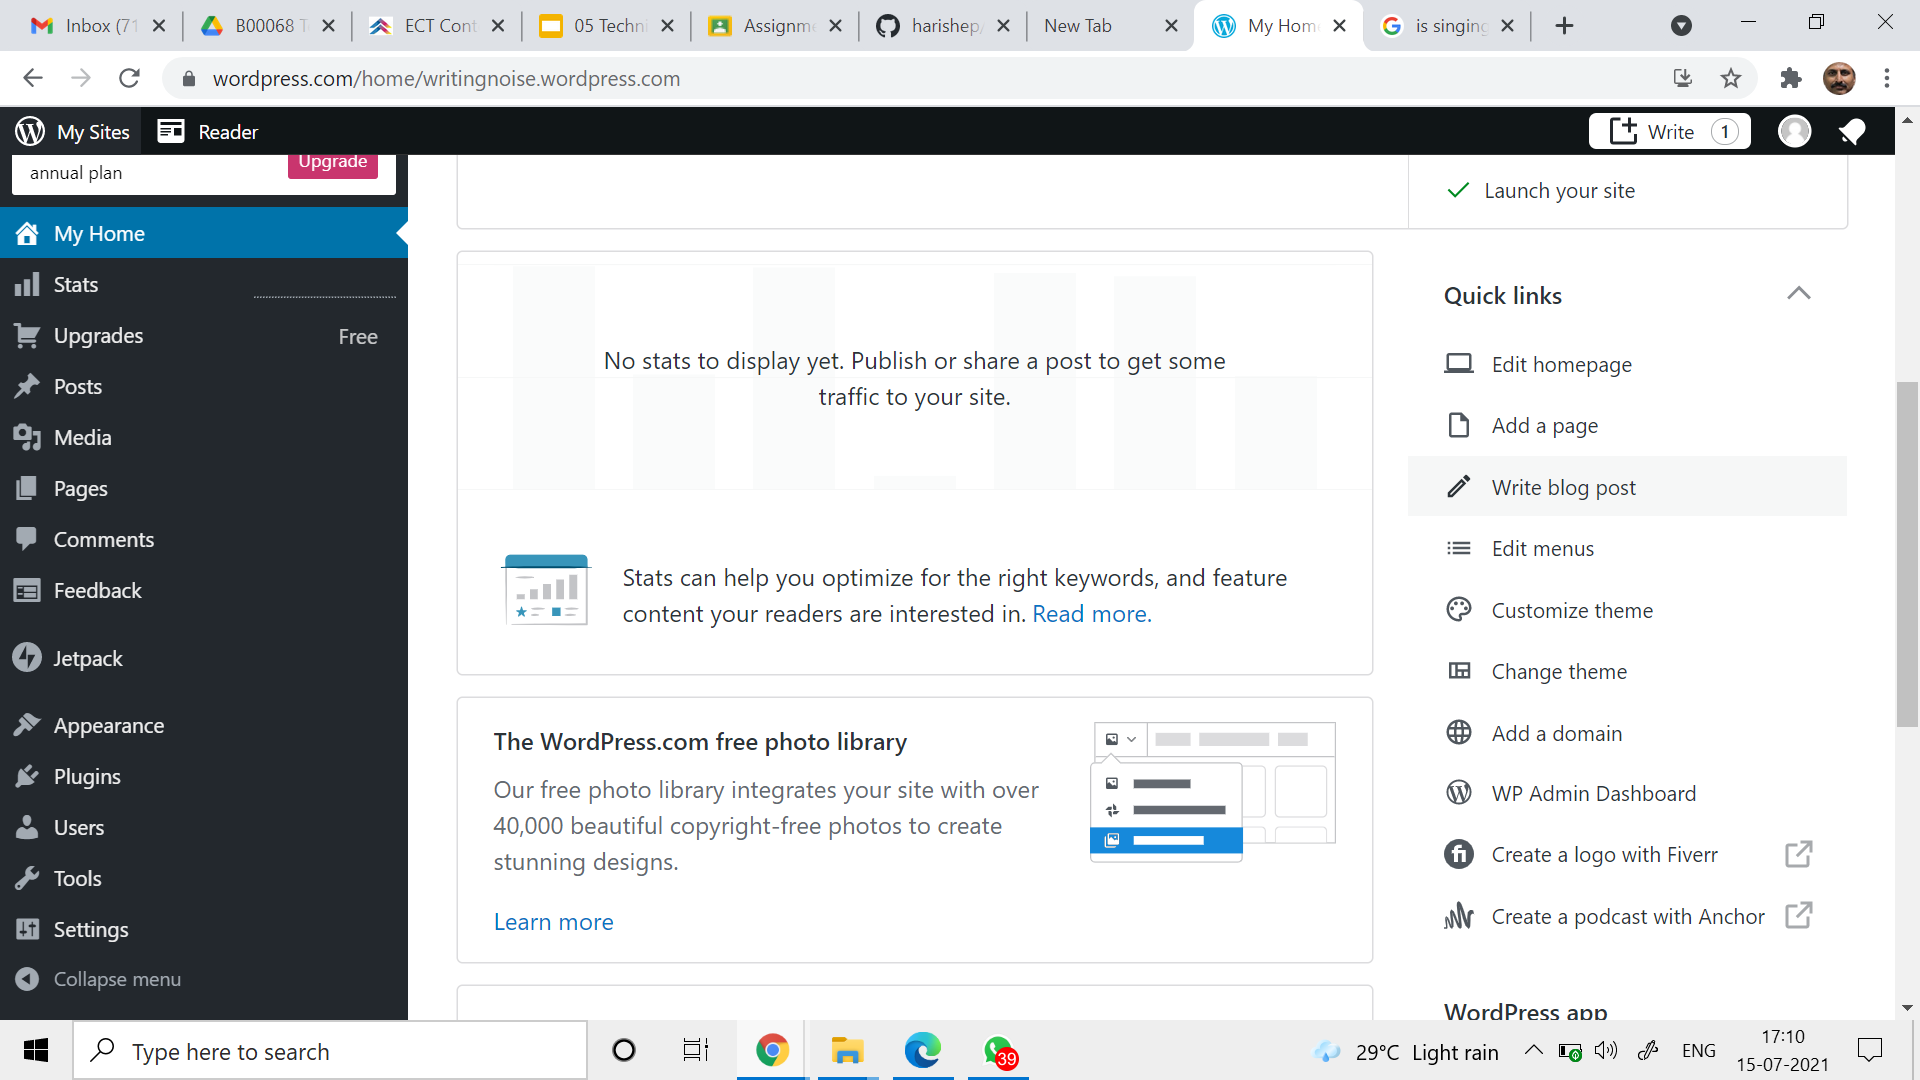 Inbox (71
B00068 T
ECT Cont
05 Techni
Assignme
harishep/
New Tab
My Hom
is singing
wordpress.com/home/writingnoise.wordpress.com
My Sites
Reader
Write 1
annual plan
Upgrade
My Home
Stats
Upgrades
Free
Posts
Media
Pages
Comments
Feedback
Jetpack
Appearance
Plugins
Users
Tools
Settings
Collapse menu
No stats to display yet. Publish or share a post to get some
traffic to your site.
Stats can help you optimize for the right keywords, and feature
content your readers are interested in. Read more.
The WordPress.com free photo library
Our free photo library integrates your site with over
40,000 beautiful copyright-free photos to create
stunning designs.
Learn more
Launch your site
Quick links
Edit homepage
Add a page
Write blog post
Edit menus
Customize theme
Change theme
Add a domain
WP Admin Dashboard
Create a logo with Fiverr
Create a podcast with Anchor
WordPress app
Type here to search
39
29°C Light rain
ENG
17:10
15-07-2021